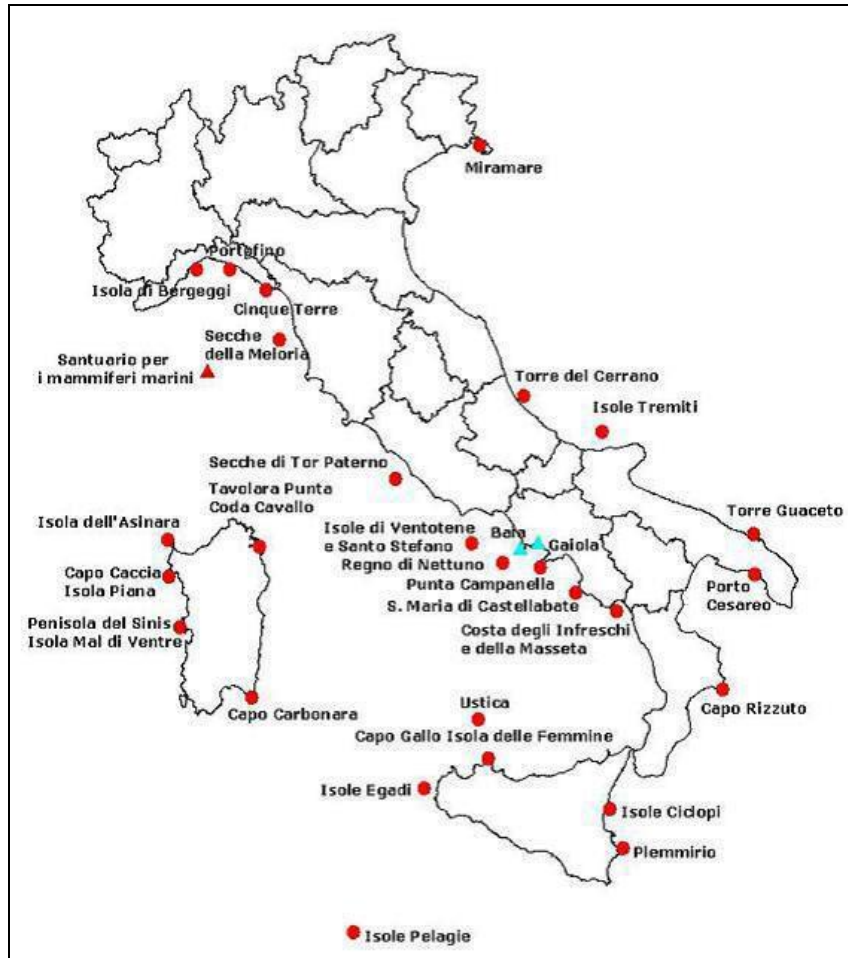 Miramare
Portofino
Isola di Bergeggi
Cinque Terre
Secche
della Meloria
Santuario per
i mammiferi marini
Torre del Cerrano
Isole Tremiti
Secche di Tor Paterno
Tavolara Punta
Coda Cavallo
Isola dell'Asinara
Isole di Ventotene
e Santo Stefano
Baia
Gaiola
Torre Guaceto
Regno di Nettuno
Capo Caccia
Isola Piana
Punta Campanella
Porto
Cesareo
S. Maria di Castellabate
Penisola del Sinis
Isola Mal di Ventre
Costa degli Infreschi
e della Masseta
Capo Carbonara
Ustica
Capo Rizzuto
Capo Gallo Isola delle Femmine
Isole Egadi
Isole Ciclopi
Plemmirio
Isole Pelagie